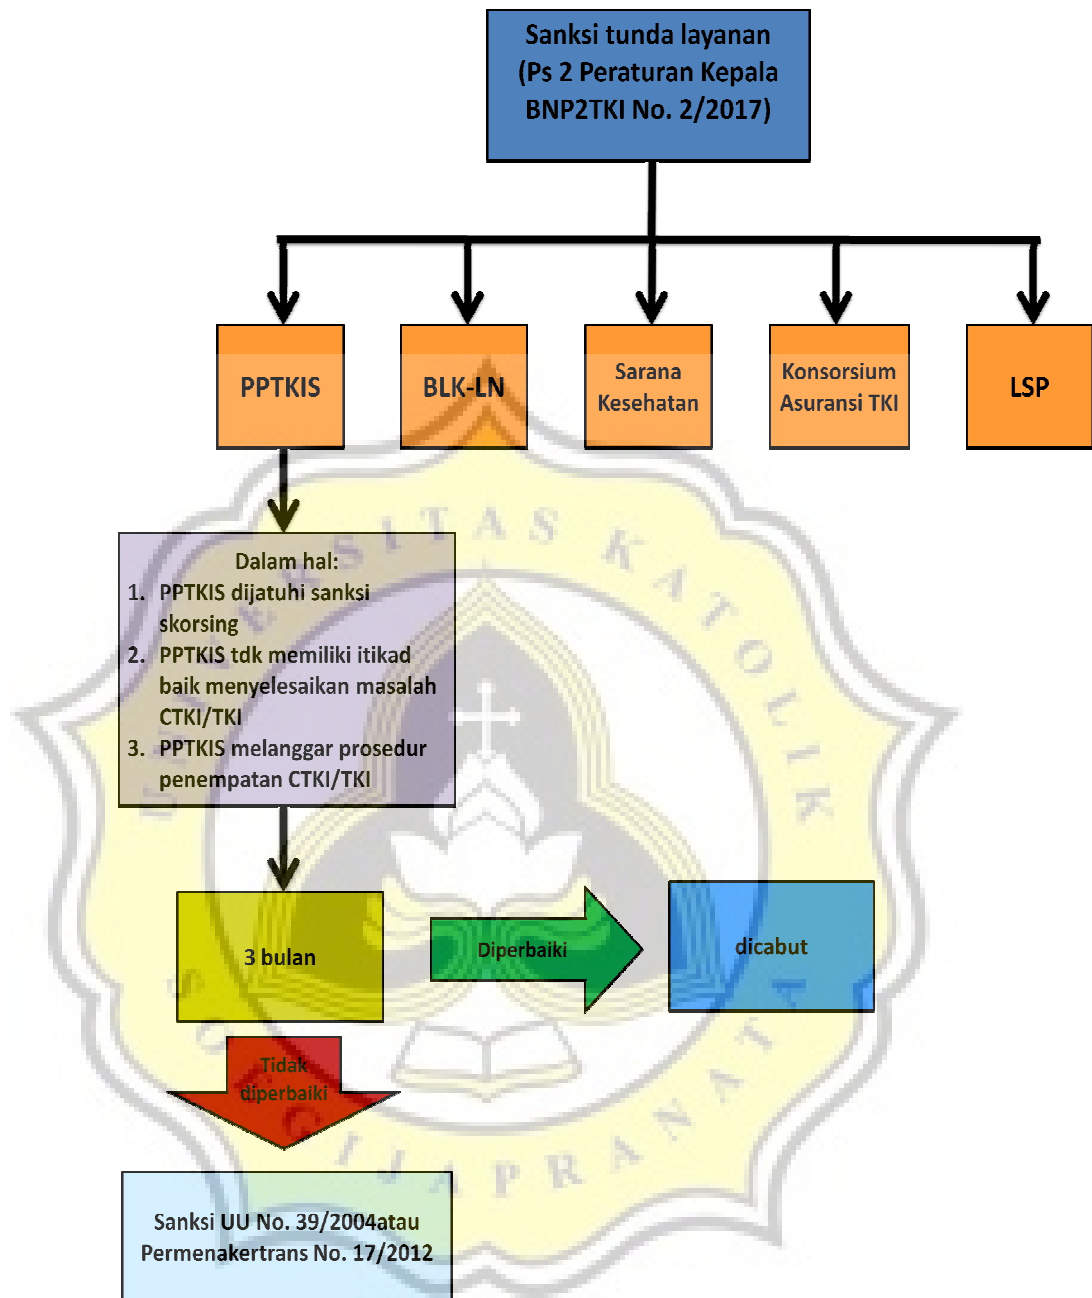 Sanksi tunda layanan
(Ps 2 Peraturan Kepala
BNP2TKI No. 2/2017)
PPTKIS
BLK-LN
Sarana
Kesehatan
Konsorsium
Asuransi TKI
LSP
Dalam hal:
1. PPTKIS dijatuhi sanksi
skorsing
2. PPTKIS tdk memiliki itikad
baik menyelesaikan masalah
CTKI/TKI
3. PPTKIS melanggar prosedur
penempatan CTKI/TKI
3 bulan
Diperbaiki
dicabut
Tidak
diperbaiki
Sanksi UU No. 39/2004atau
Permenakertrans No. 17/2012
UNIVERSITAS KATOLIK
SOEGIJAPRANATA